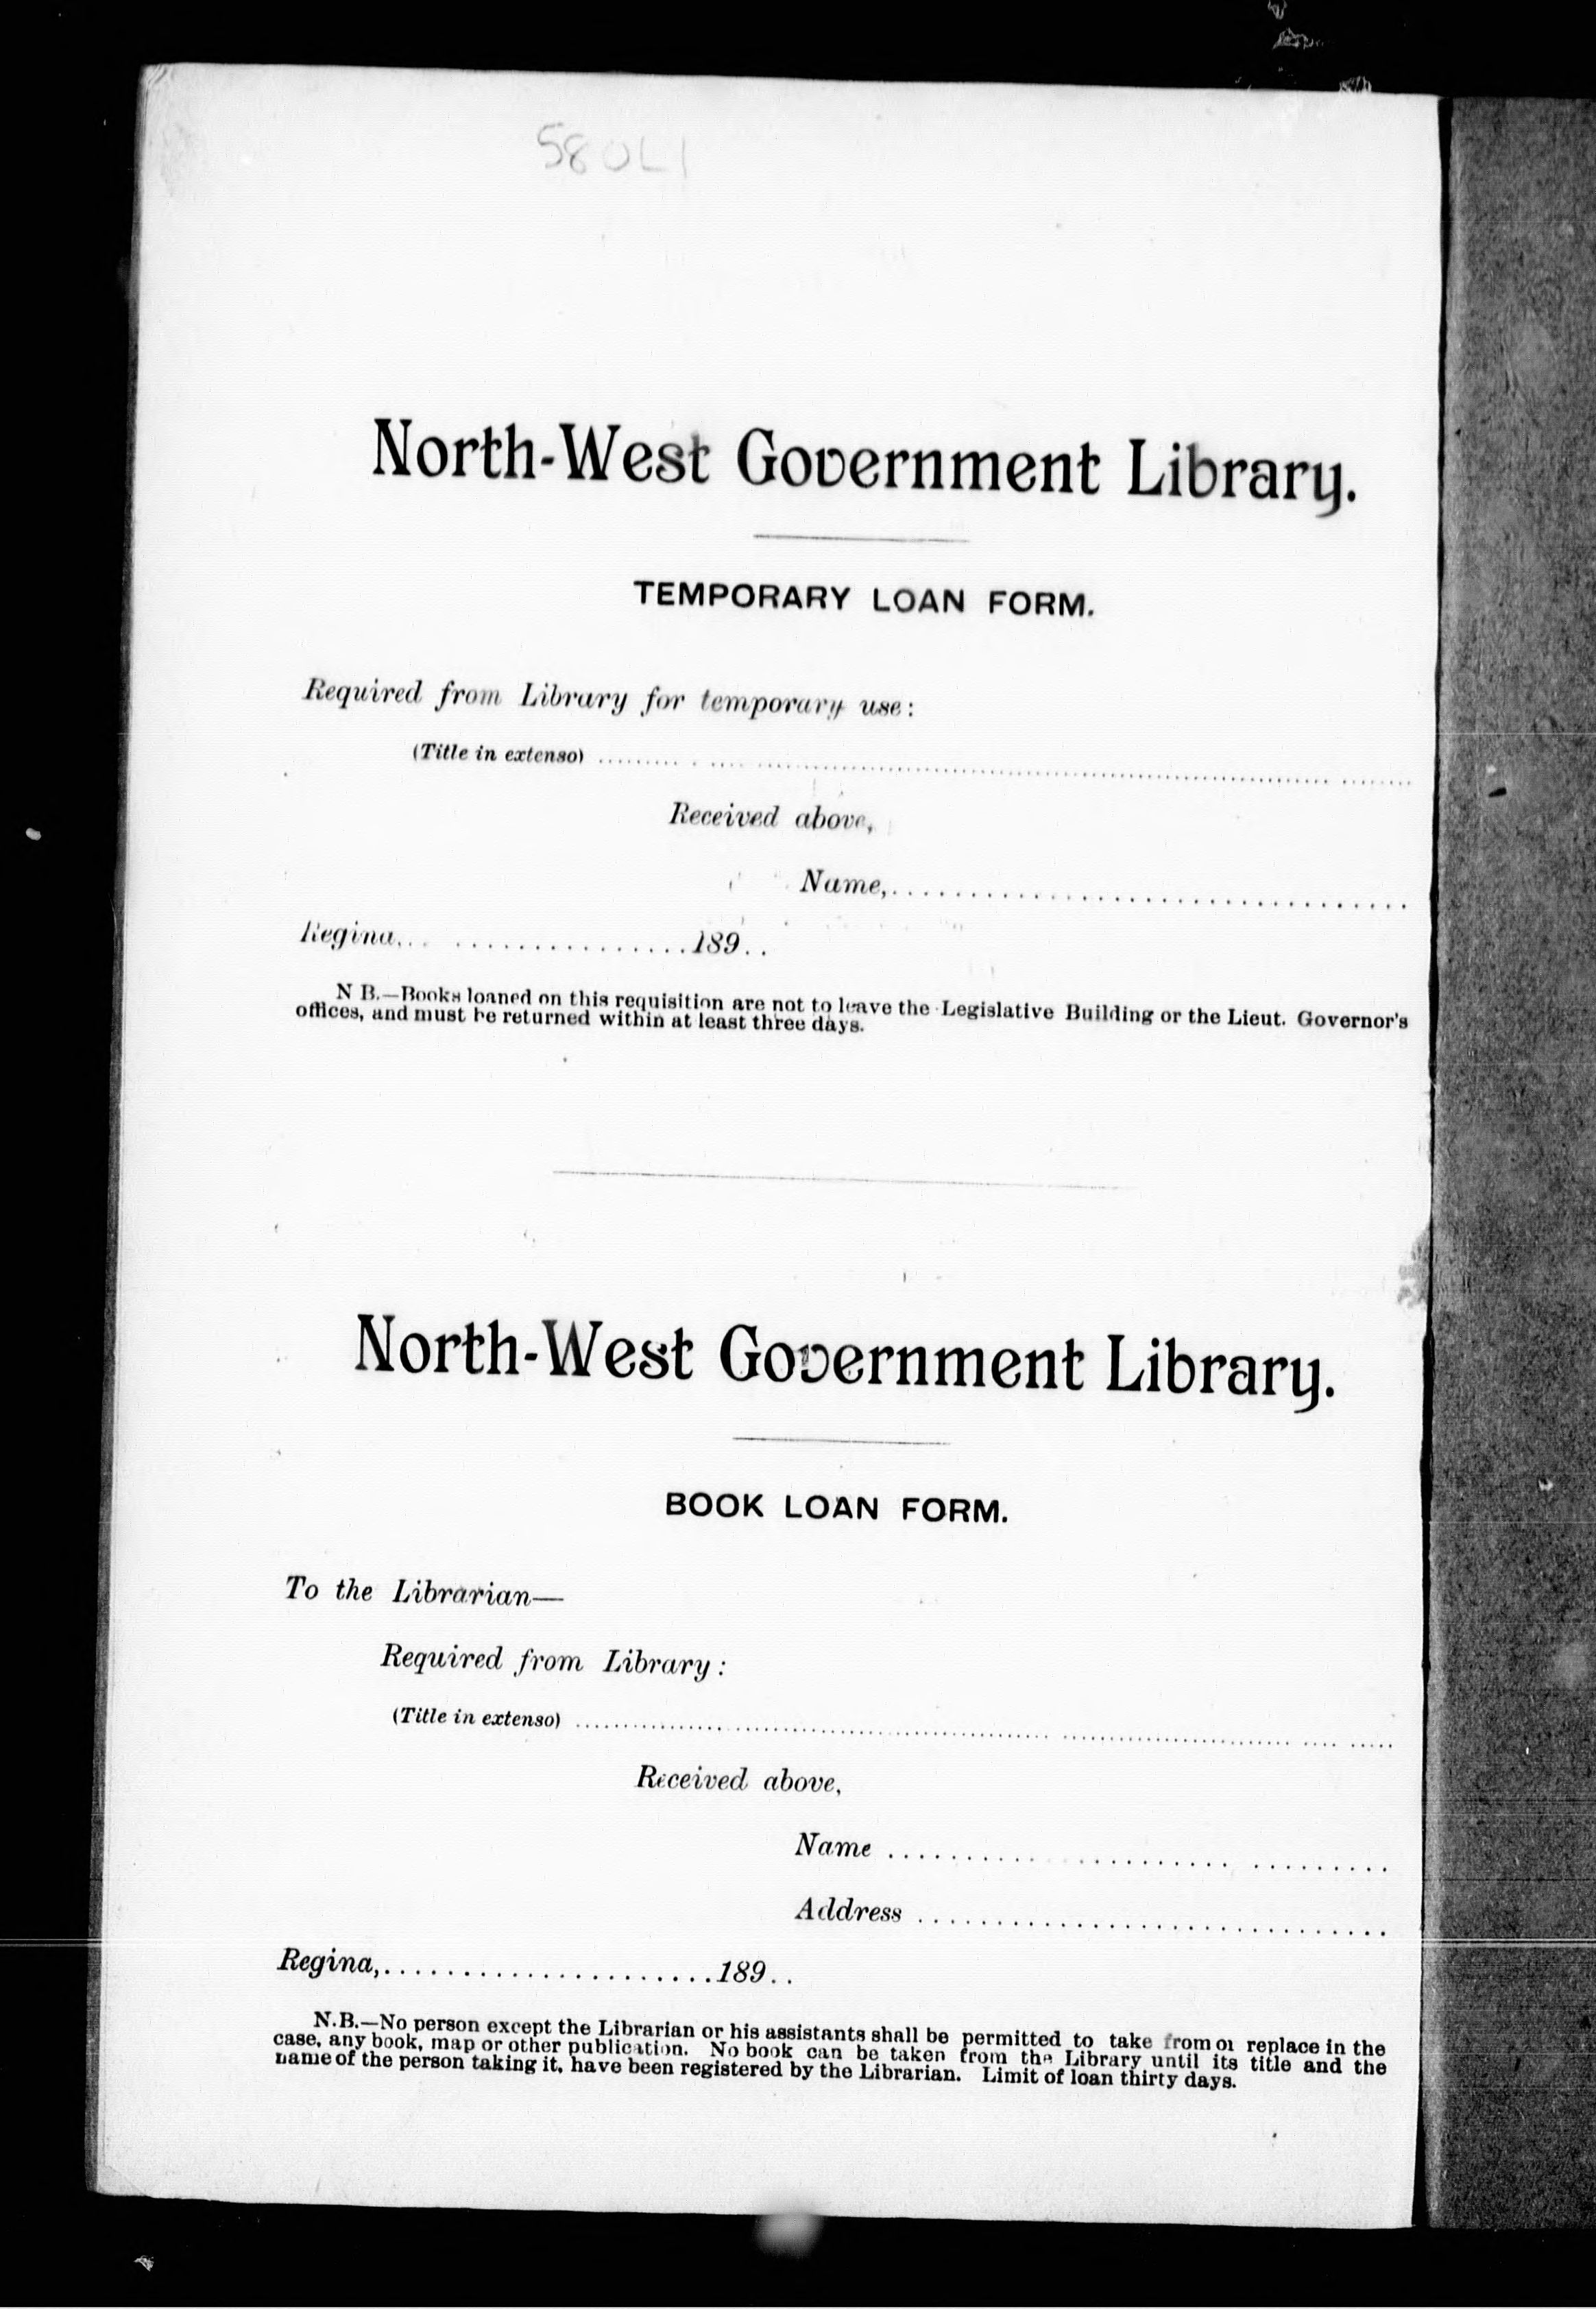 58021
North-West Government Library.
TEMPORARY LOAN FORM.
Required from Library for temporary use:
(Title in extenso) ........................................
Received above,
Name,..................................
Regina,.. ...............189..
N B.—Books loaned on this requisition are not to leave the Legislative Building or the Lieut. Governor's
offices, and must be returned within at least three days.
North-West Government Library.
BOOK LOAN FORM.
To the Librarian—
Required from Library:
(Title in extenso) ........................................
Received above,
Name ................................
Address ..............................
Regina,.....................189..
N.B.—No person except the Librarian or his assistants shall be permitted to take from or replace in the
case, any book, map or other publication. No book can be taken from the Library until its title and the
name of the person taking it, have been registered by the Librarian. Limit of loan thirty days.